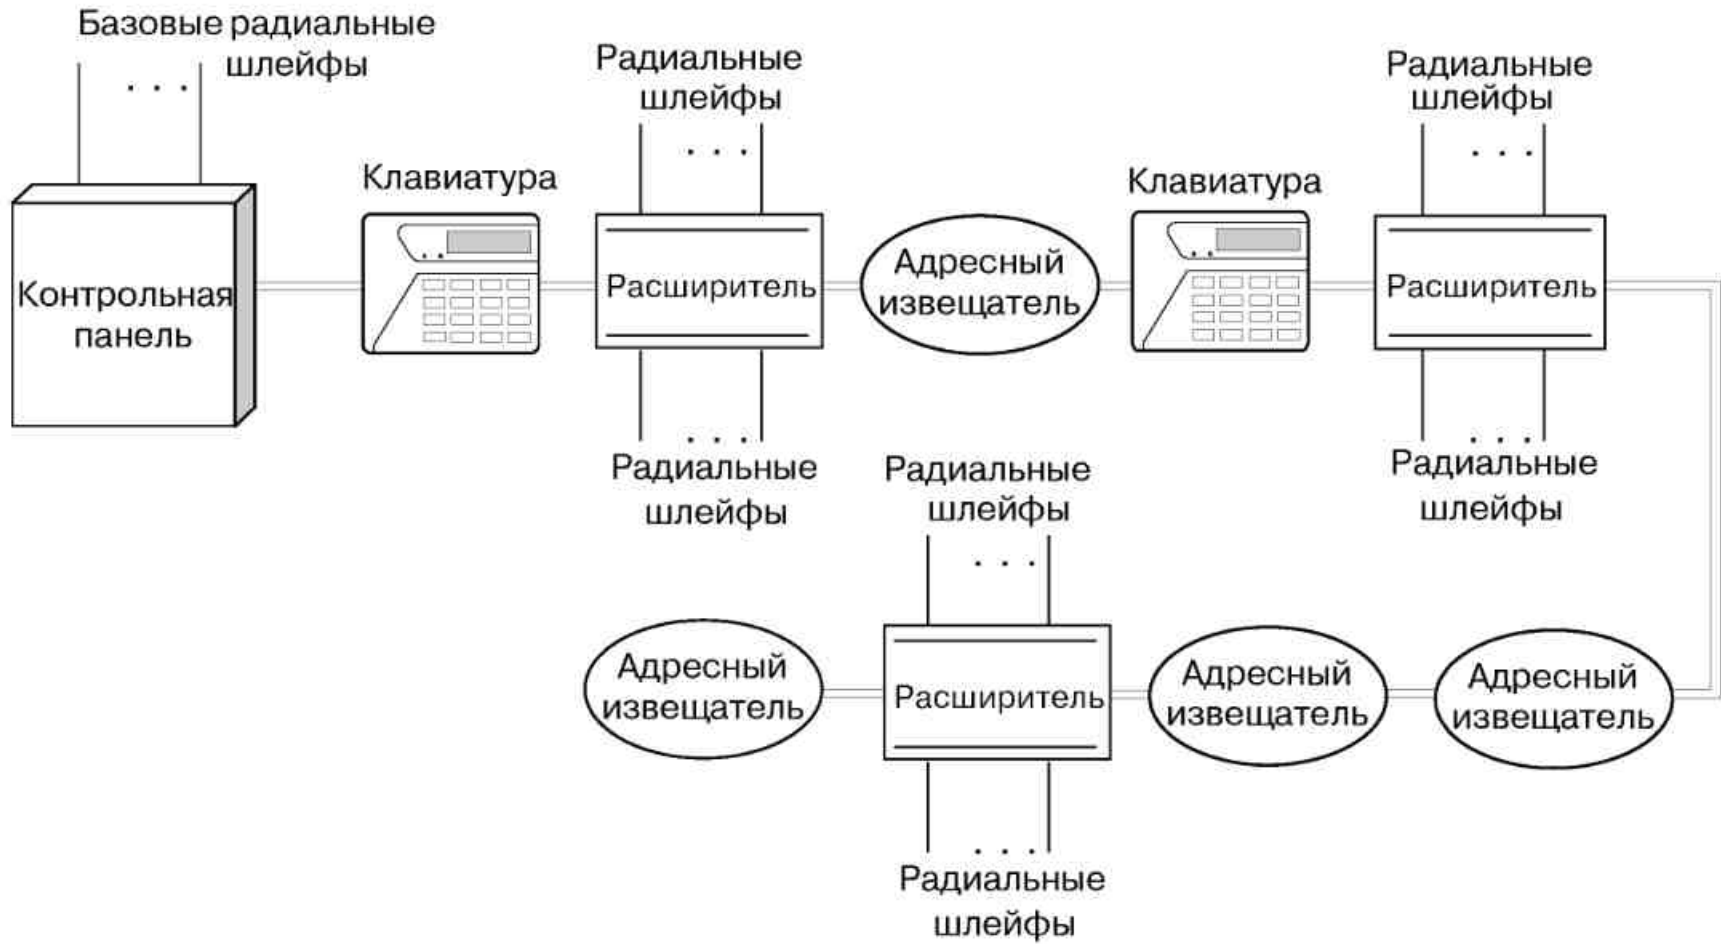 Базовые радиальные
шлейфы
Радиальные
шлейфы
Радиальные
шлейфы
Клавиатура
Клавиатура
Контрольная
панель
Расширитель
Адресный
извещатель
Расширитель
Радиальные
шлейфы
Радиальные
шлейфы
Радиальные
шлейфы
Адресный
извещатель
Расширитель
Адресный
извещатель
Адресный
извещатель
Радиальные
шлейфы